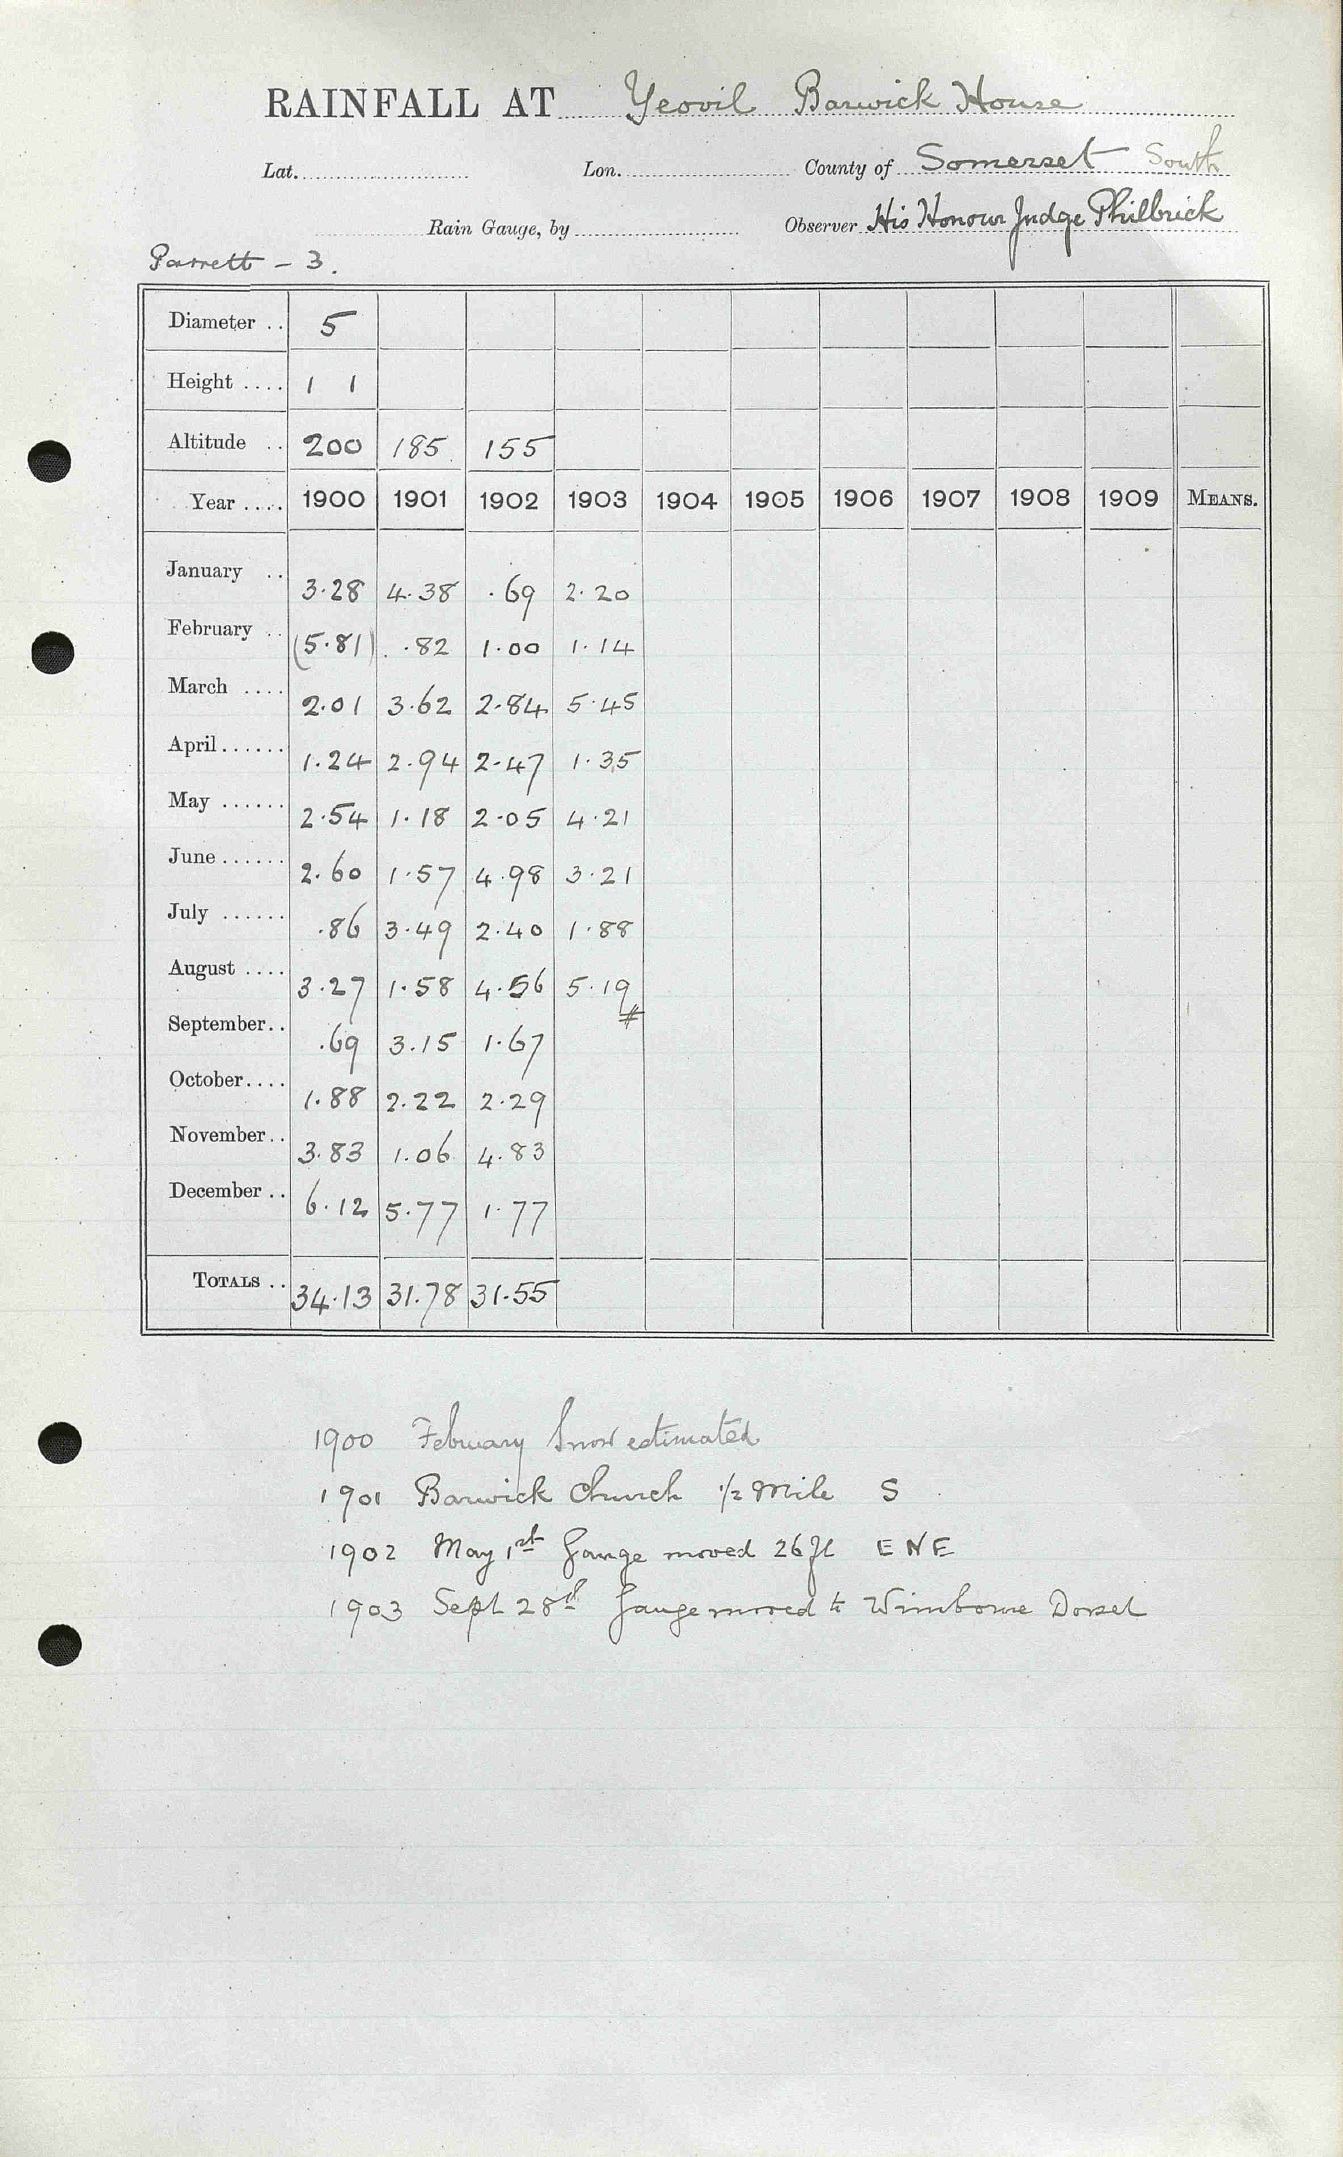 RAINFALL AT Yeovil Barwick House
Lat. Lon. County of Somerset South
Rain Gauge, by Observer His Honour Judge Philbrick
Parrett - 3.
Diameter .. 5
Height .... 1 1
Altitude .. 200 185 155
Year .... 1900 1901 1902 1903 1904 1905 1906 1907 1908 1909 MEANS.
January .. 3.28 4.38 .69 2.20
February .. (5.81) .82 1.00 1.14
March .... 2.01 3.62 2.84 5.45
April ...... 1.24 2.94 2.47 1.35
May ...... 2.54 1.18 2.05 4.21
June ...... 2.60 1.57 4.98 3.21
July ...... .86 3.49 2.40 1.88
August .... 3.27 1.58 4.56 5.19
September .. .69 3.15 1.67 #
October .... 1.88 2.22 2.29
November .. 3.83 1.06 4.83
December .. 6.12 5.77 1.77
TOTALS .. 34.13 31.78 31.55
1900 February Snow estimated
1901 Barwick Church 1/2 Mile S
1902 May 1st Gauge moved 26 ft ENE
1903 Sept 28th Gauge moved to Wimborne Dorset